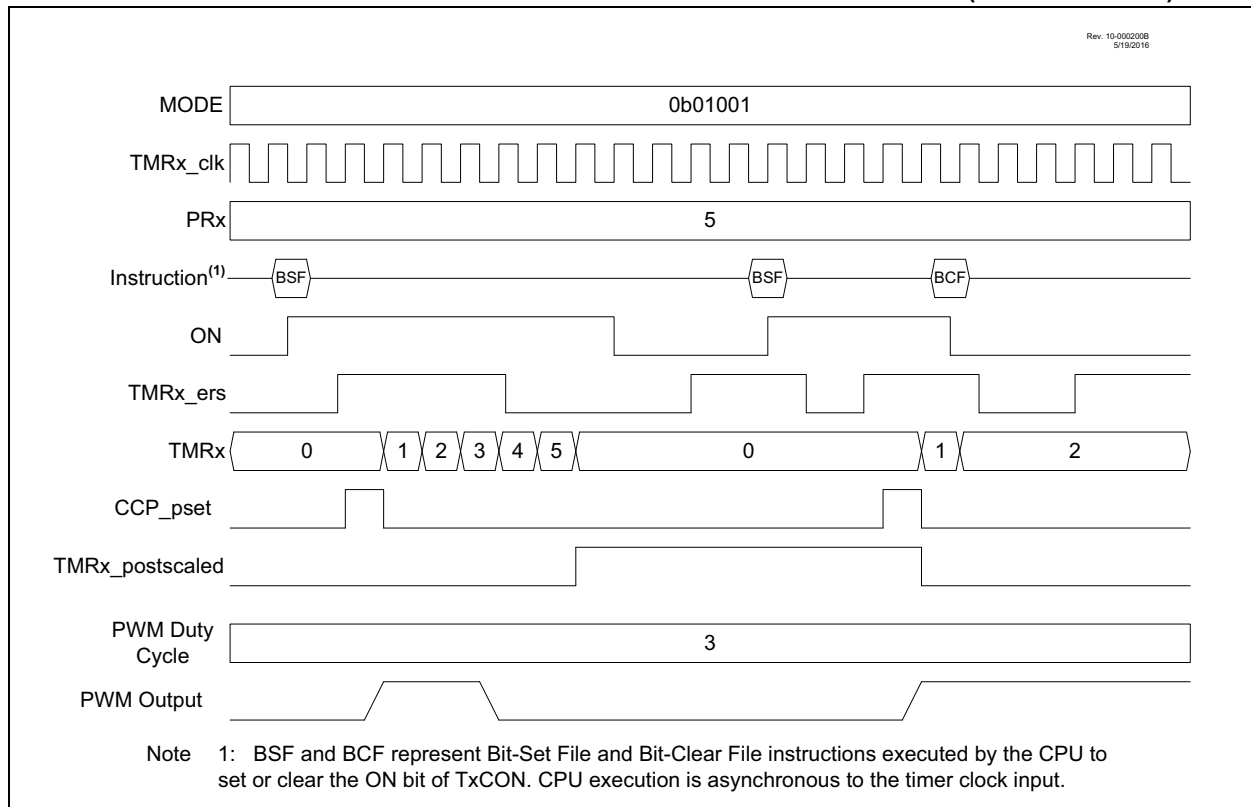 Rev. 10-000200B
5/19/2016
MODE 0b01001
TMRx_clk
PRx 5
Instruction(1) BSF BSF BCF
ON
TMRx_ers
TMRx 0 1 2 3 4 5 0 1 2
CCP_pset
TMRx_postscaled
PWM Duty
Cycle 3
PWM Output
Note 1: BSF and BCF represent Bit-Set File and Bit-Clear File instructions executed by the CPU to
set or clear the ON bit of TxCON. CPU execution is asynchronous to the timer clock input.